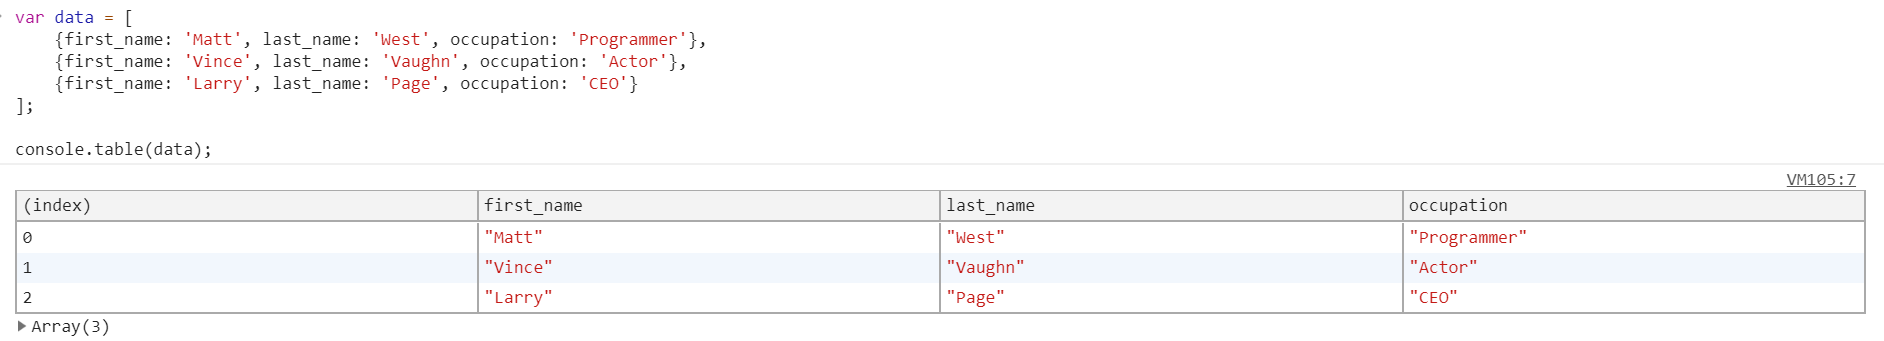 var data = [
    {first_name: 'Matt', last_name: 'West', occupation: 'Programmer'},
    {first_name: 'Vince', last_name: 'Vaughn', occupation: 'Actor'},
    {first_name: 'Larry', last_name: 'Page', occupation: 'CEO'}
];
console.table(data);
VM105:7
(index) first_name last_name occupation
0 "Matt" "West" "Programmer"
1 "Vince" "Vaughn" "Actor"
2 "Larry" "Page" "CEO"
Array(3)